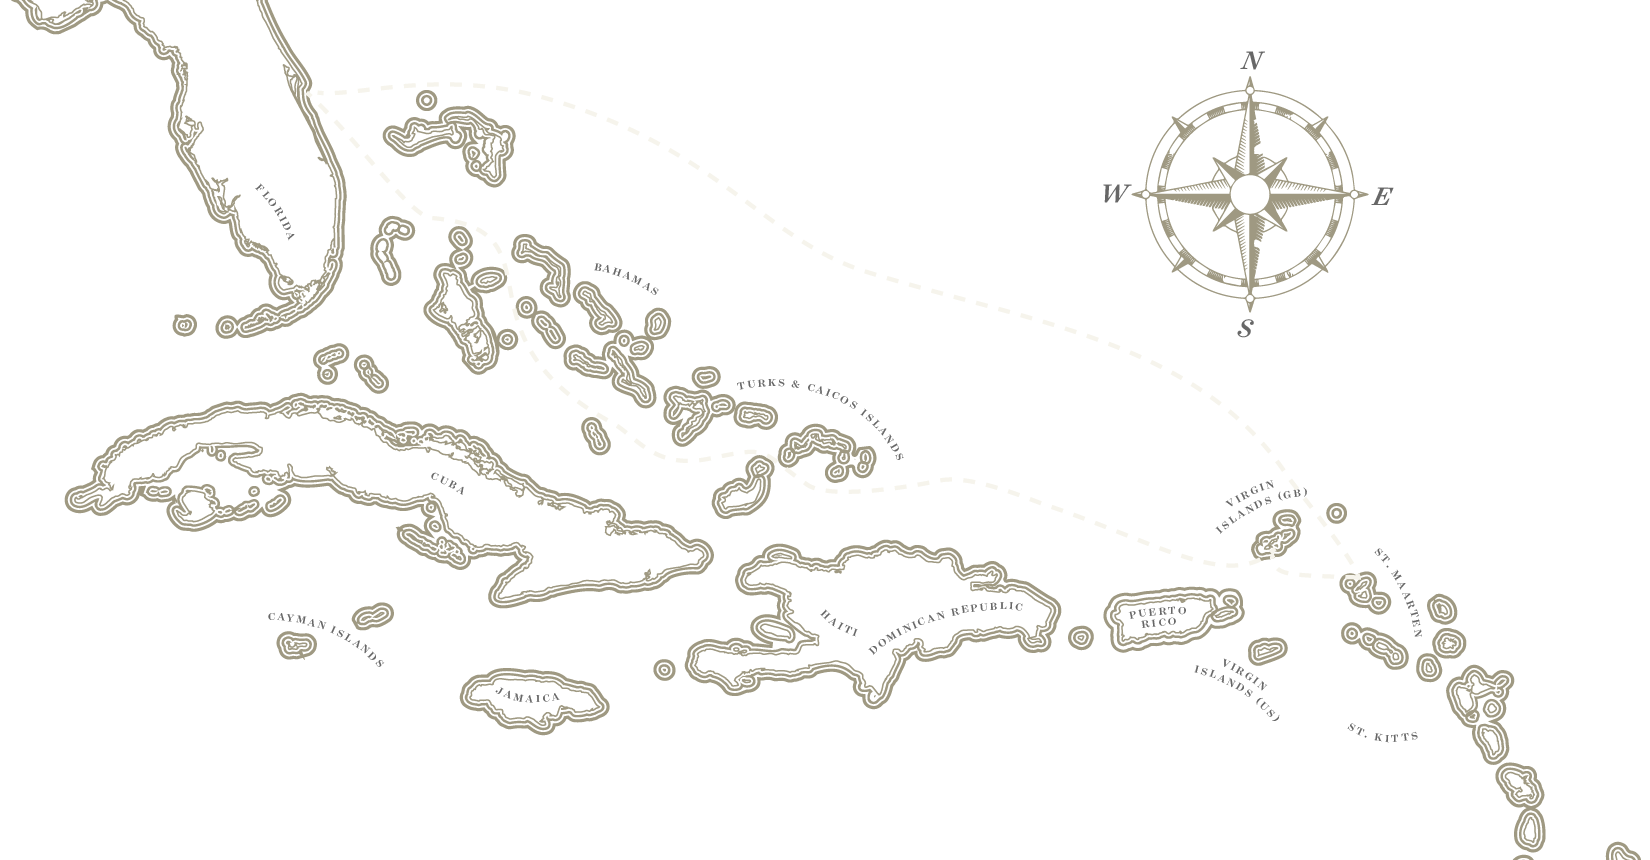 N
W
E
S
FLORIDA
BAHAMAS
TURKS & CAICOS ISLANDS
CUBA
VIRGIN
ISLANDS (GB)
ST. MAARTEN
CAYMAN ISLANDS
HAITI
DOMINICAN REPUBLIC
PUERTO
RICO
VIRGIN
ISLANDS (US)
JAMAICA
ST. KITTS